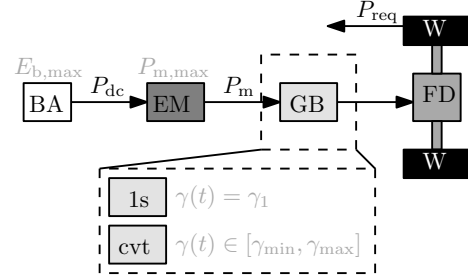 P_req
W
E_b,max
P_m,max
P_dc
P_m
BA
EM
GB
FD
W
1s γ(t) = γ_1
cvt γ(t) ∈ [γ_min, γ_max]